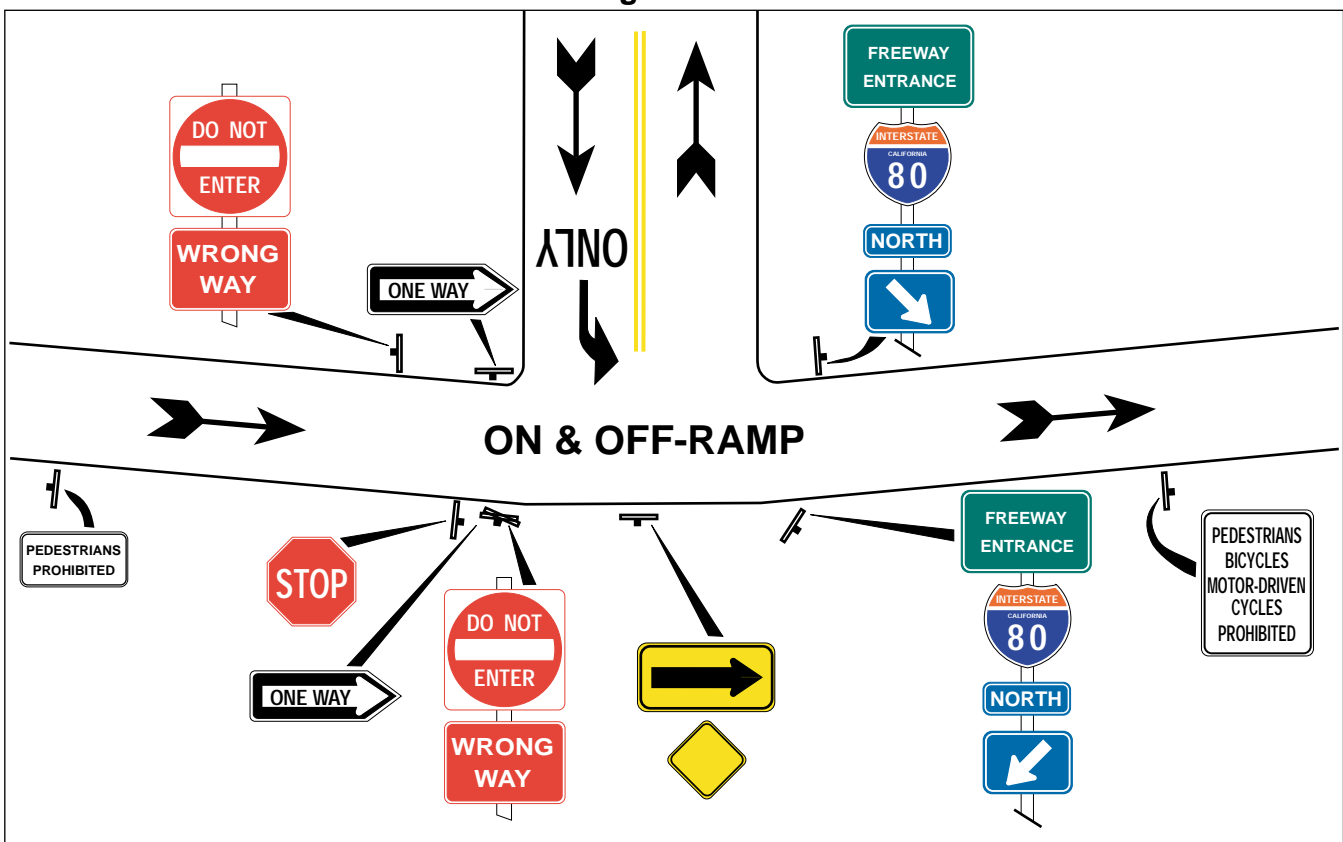 FREEWAY
ENTRANCE
INTERSTATE
CALIFORNIA
80
NORTH
DO NOT
ENTER
WRONG
WAY
ONE WAY
ONLY
ON & OFF-RAMP
PEDESTRIANS
PROHIBITED
STOP
ONE WAY
DO NOT
ENTER
WRONG
WAY
FREEWAY
ENTRANCE
INTERSTATE
CALIFORNIA
80
NORTH
PEDESTRIANS
BICYCLES
MOTOR-DRIVEN
CYCLES
PROHIBITED